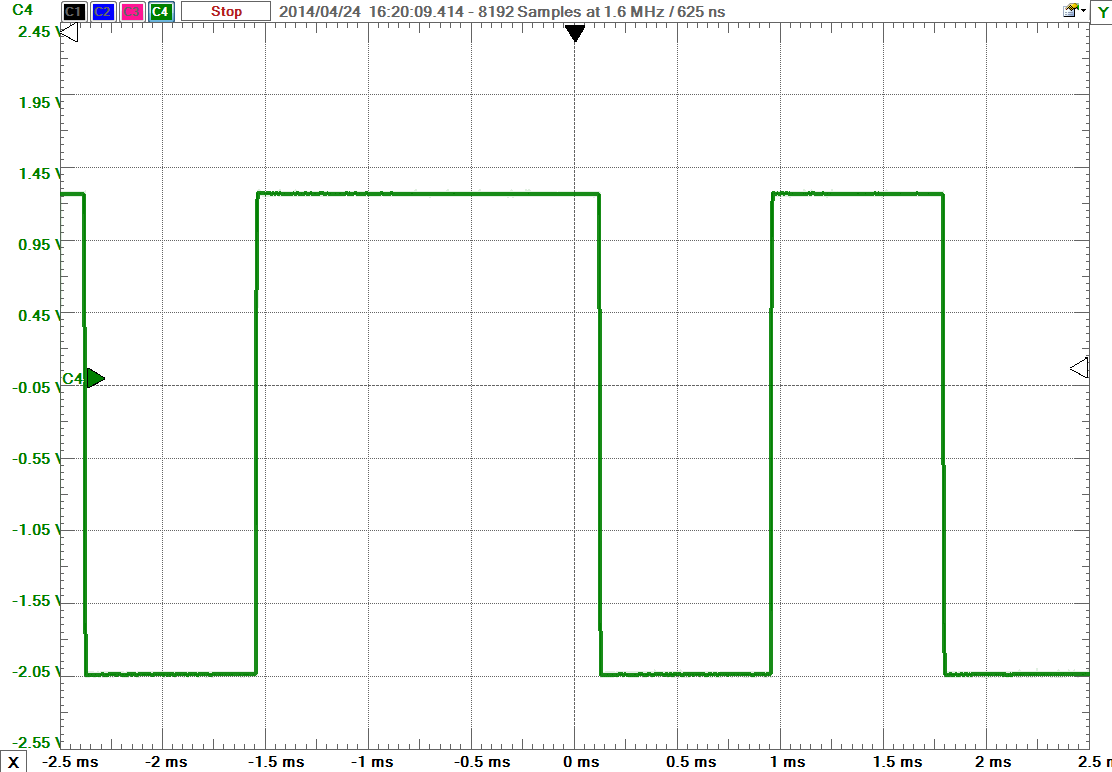 C4 C1 C2 C3 C4 Stop 2014/04/24 16:20:09.414 - 8192 Samples at 1.6 MHz / 625 ns Y
2.45 V
1.95 V
1.45 V
0.95 V
0.45 V
C4
-0.05 V
-0.55 V
-1.05 V
-1.55 V
-2.05 V
-2.55 V
X -2.5 ms -2 ms -1.5 ms -1 ms -0.5 ms 0 ms 0.5 ms 1 ms 1.5 ms 2 ms 2.5 m